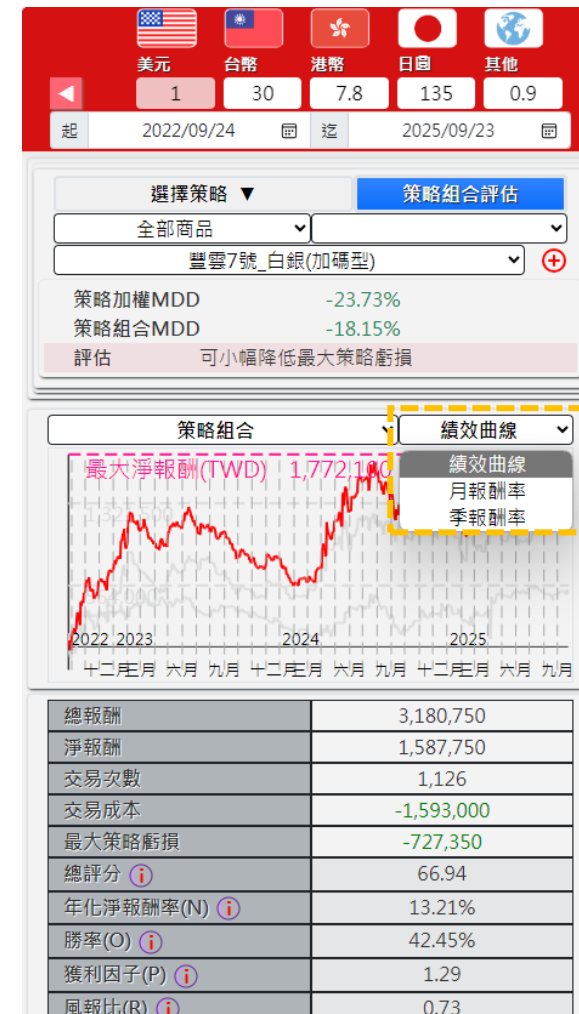 美元 台幣 港幣 日圓 其他
1 30 7.8 135 0.9
起 2022/09/24 迄 2025/09/23
選擇策略 ▼ 策略組合評估
全部商品
豐雲7號_白銀(加碼型)
策略加權MDD -23.73%
策略組合MDD -18.15%
評估 可小幅降低最大策略虧損
策略組合 績效曲線
最大淨報酬(TWD) 1,772,100
績效曲線
月報酬率
季報酬率
2022 2023 2024 2025
十二月 三月 六月 九月 十二月 三月 六月 九月 十二月 三月 六月 九月
總報酬 3,180,750
淨報酬 1,587,750
交易次數 1,126
交易成本 -1,593,000
最大策略虧損 -727,350
總評分 i 66.94
年化淨報酬率(N) i 13.21%
勝率(O) i 42.45%
獲利因子(P) i 1.29
風報比(R) i 0.73